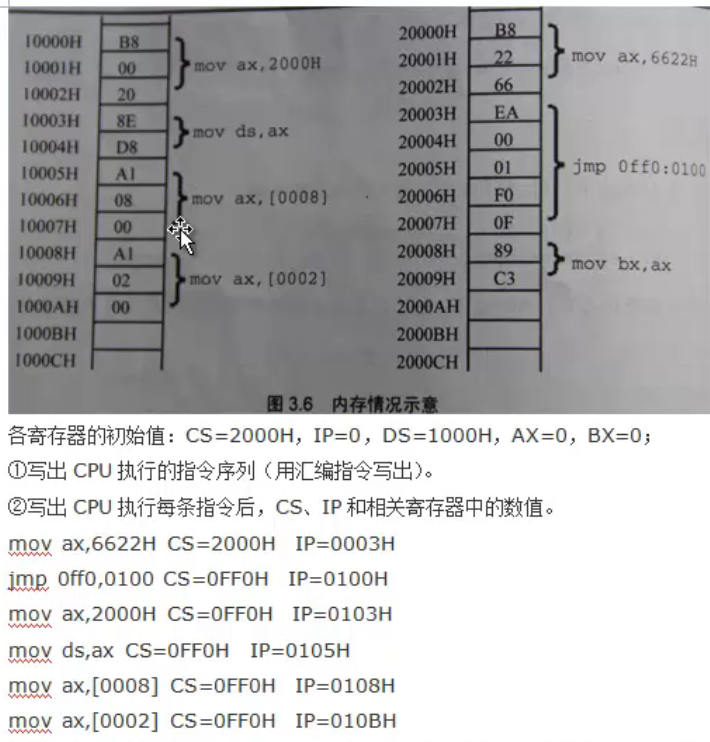 10000H B8 mov ax,2000H 20000H B8 mov ax,6622H
10001H 00 20001H 22
10002H 20 20002H 66
10003H 8E mov ds,ax 20003H EA jmp 0ff0:0100
10004H D8 20004H 00
10005H A1 mov ax,[0008] 20005H 01
10006H 08 20006H F0
10007H 00 20007H 0F
10008H A1 mov ax,[0002] 20008H 89 mov bx,ax
10009H 02 20009H C3
1000AH 00 2000AH
1000BH 2000BH
1000CH 2000CH
图 3.6 内存情况示意
各寄存器的初始值：CS=2000H，IP=0，DS=1000H，AX=0，BX=0；
①写出 CPU 执行的指令序列（用汇编指令写出）。
②写出 CPU 执行每条指令后，CS、IP 和相关寄存器中的数值。
mov ax,6622H CS=2000H IP=0003H
jmp 0ff0,0100 CS=0FF0H IP=0100H
mov ax,2000H CS=0FF0H IP=0103H
mov ds,ax CS=0FF0H IP=0105H
mov ax,[0008] CS=0FF0H IP=0108H
mov ax,[0002] CS=0FF0H IP=010BH